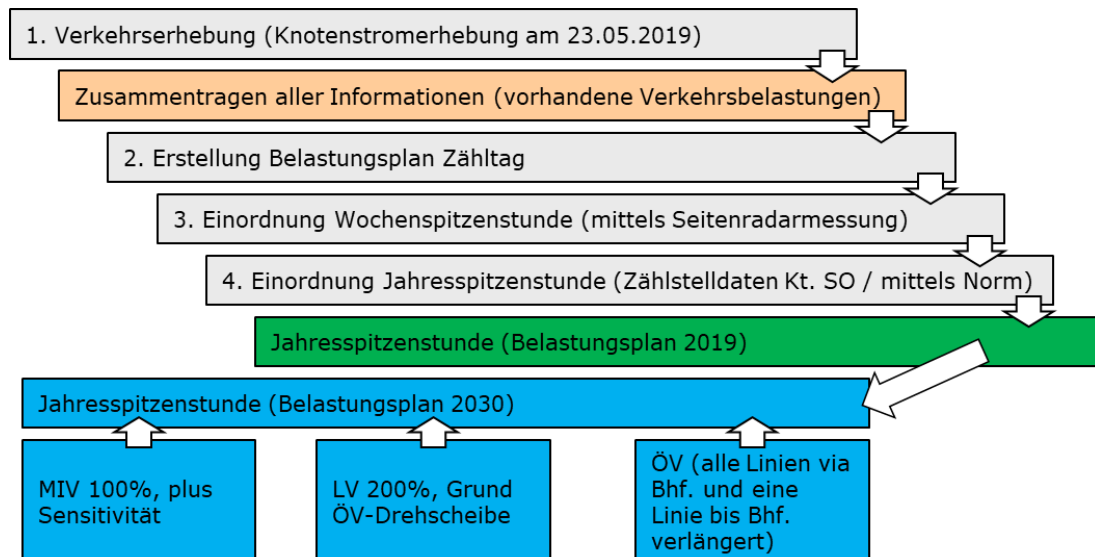 1. Verkehrserhebung (Knotenstromerhebung am 23.05.2019)
Zusammentragen aller Informationen (vorhandene Verkehrsbelastungen)
2. Erstellung Belastungsplan Zähltag
3. Einordnung Wochenspitzenstunde (mittels Seitenradarmessung)
4. Einordnung Jahresspitzenstunde (Zählstelldaten Kt. SO / mittels Norm)
Jahresspitzenstunde (Belastungsplan 2019)
Jahresspitzenstunde (Belastungsplan 2030)
MIV 100%, plus
Sensitivität
LV 200%, Grund
ÖV-Drehscheibe
ÖV (alle Linien via
Bhf. und eine
Linie bis Bhf.
verlängert)